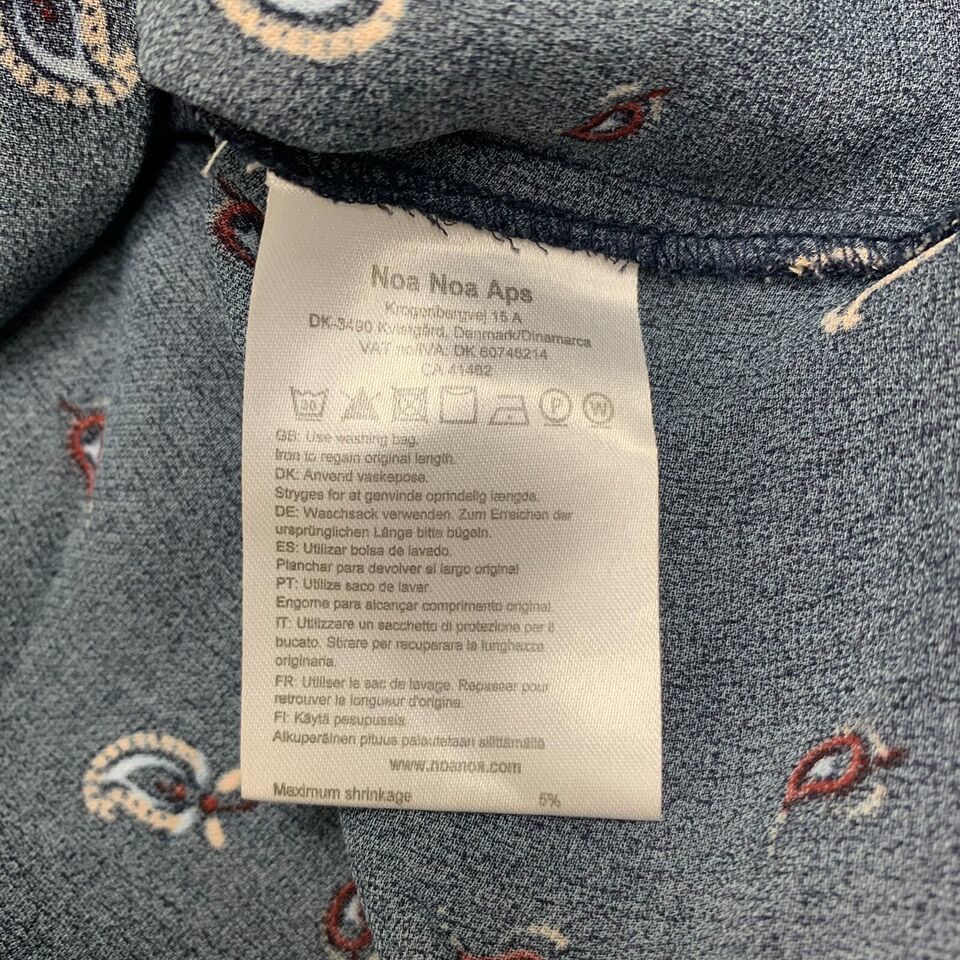 Noa Noa Aps
Krogenbergvej 15 A
DK-3490 Kvistgård, Denmark/Dinamarca
VAT no/IVA: DK 60746214
CA 41492
30
P
W
GB: Use washing bag.
Iron to regain original length.
DK: Anvend vaskepose.
Stryges for at genvinde oprindelig længde.
DE: Waschsack verwenden. Zum Erreichen der
ursprünglichen Länge bitte bügeln.
ES: Utilizar bolsa de lavado.
Planchar para devolver el largo original
PT: Utilize saco de lavar.
Engome para alcançar comprimento original
IT: Utilizzare un sacchetto di protezione per il
bucato. Stirare per recuperare la lunghezza
originaria.
FR: Utiliser le sac de lavage. Repasser pour
retrouver la longueur d'origine.
FI: Käytä pesupussia
Alkuperäinen pituus palautetaan silittämällä
www.noanoa.com
Maximum shrinkage 5%